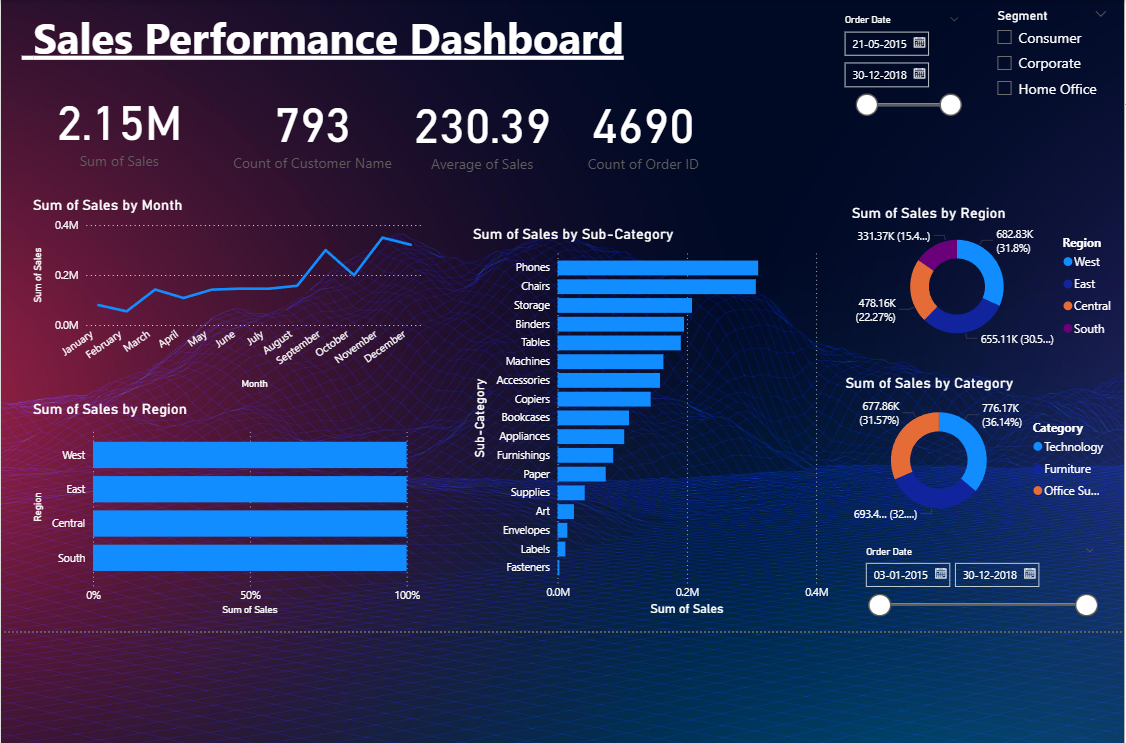 Sales Performance Dashboard
Order Date
21-05-2015
30-12-2018
Segment
Consumer
Corporate
Home Office
2.15M
Sum of Sales
793
Count of Customer Name
230.39
Average of Sales
4690
Count of Order ID
Sum of Sales by Month
0.4M
0.2M
0.0M
Sum of Sales
January
February
March
April
May
June
July
August
September
October
November
December
Month
Sum of Sales by Region
West
East
Central
South
Region
0%
50%
100%
Sum of Sales
Sum of Sales by Sub-Category
Sub-Category
Phones
Chairs
Storage
Binders
Tables
Machines
Accessories
Copiers
Bookcases
Appliances
Furnishings
Paper
Supplies
Art
Envelopes
Labels
Fasteners
0.0M
0.2M
0.4M
Sum of Sales
Sum of Sales by Region
331.37K (15.4...)
682.83K
(31.8%)
478.16K
(22.27%)
655.11K (30.5...)
Region
West
East
Central
South
Sum of Sales by Category
677.86K
(31.57%)
776.17K
(36.14%)
693.4... (32....)
Category
Technology
Furniture
Office Su...
Order Date
03-01-2015
30-12-2018